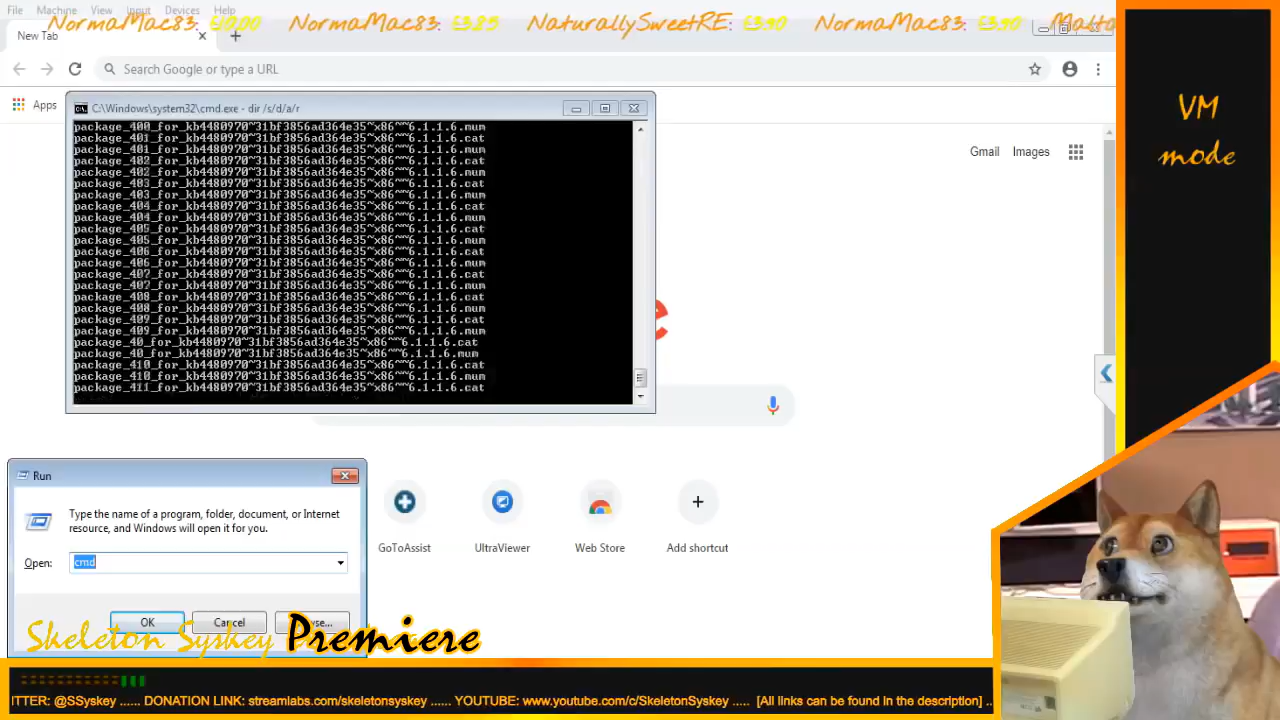 File Machine View Input Devices Help
NormaMac83: £10.00 NormaMac83: £3.85 NaturallySweetRE: £3.90 NormaMac83: £3.90
New Tab
Search Google or type a URL
Apps
C:\Windows\system32\cmd.exe - dir /s/d/a/r
package_400_for_kb4480970~31bf3856ad364e35~x86~~6.1.1.6.mum
package_401_for_kb4480970~31bf3856ad364e35~x86~~6.1.1.6.cat
package_401_for_kb4480970~31bf3856ad364e35~x86~~6.1.1.6.mum
package_402_for_kb4480970~31bf3856ad364e35~x86~~6.1.1.6.cat
package_402_for_kb4480970~31bf3856ad364e35~x86~~6.1.1.6.mum
package_403_for_kb4480970~31bf3856ad364e35~x86~~6.1.1.6.cat
package_403_for_kb4480970~31bf3856ad364e35~x86~~6.1.1.6.mum
package_404_for_kb4480970~31bf3856ad364e35~x86~~6.1.1.6.cat
package_404_for_kb4480970~31bf3856ad364e35~x86~~6.1.1.6.mum
package_405_for_kb4480970~31bf3856ad364e35~x86~~6.1.1.6.cat
package_405_for_kb4480970~31bf3856ad364e35~x86~~6.1.1.6.mum
package_406_for_kb4480970~31bf3856ad364e35~x86~~6.1.1.6.cat
package_406_for_kb4480970~31bf3856ad364e35~x86~~6.1.1.6.mum
package_407_for_kb4480970~31bf3856ad364e35~x86~~6.1.1.6.cat
package_407_for_kb4480970~31bf3856ad364e35~x86~~6.1.1.6.mum
package_408_for_kb4480970~31bf3856ad364e35~x86~~6.1.1.6.cat
package_408_for_kb4480970~31bf3856ad364e35~x86~~6.1.1.6.mum
package_409_for_kb4480970~31bf3856ad364e35~x86~~6.1.1.6.cat
package_409_for_kb4480970~31bf3856ad364e35~x86~~6.1.1.6.mum
package_40_for_kb4480970~31bf3856ad364e35~x86~~6.1.1.6.cat
package_40_for_kb4480970~31bf3856ad364e35~x86~~6.1.1.6.mum
package_410_for_kb4480970~31bf3856ad364e35~x86~~6.1.1.6.cat
package_410_for_kb4480970~31bf3856ad364e35~x86~~6.1.1.6.mum
package_411_for_kb4480970~31bf3856ad364e35~x86~~6.1.1.6.cat
Gmail Images
VM
mode
GoToAssist UltraViewer Web Store Add shortcut
Run
Type the name of a program, folder, document, or Internet
resource, and Windows will open it for you.
Open: cmd
OK Cancel
Skeleton Syskey Premiere
ITTER: @SSyskey ...... DONATION LINK: streamlabs.com/skeletonsyskey ...... YOUTUBE: www.youtube.com/c/SkeletonSyskey ..... [All links can be found in the description] ..